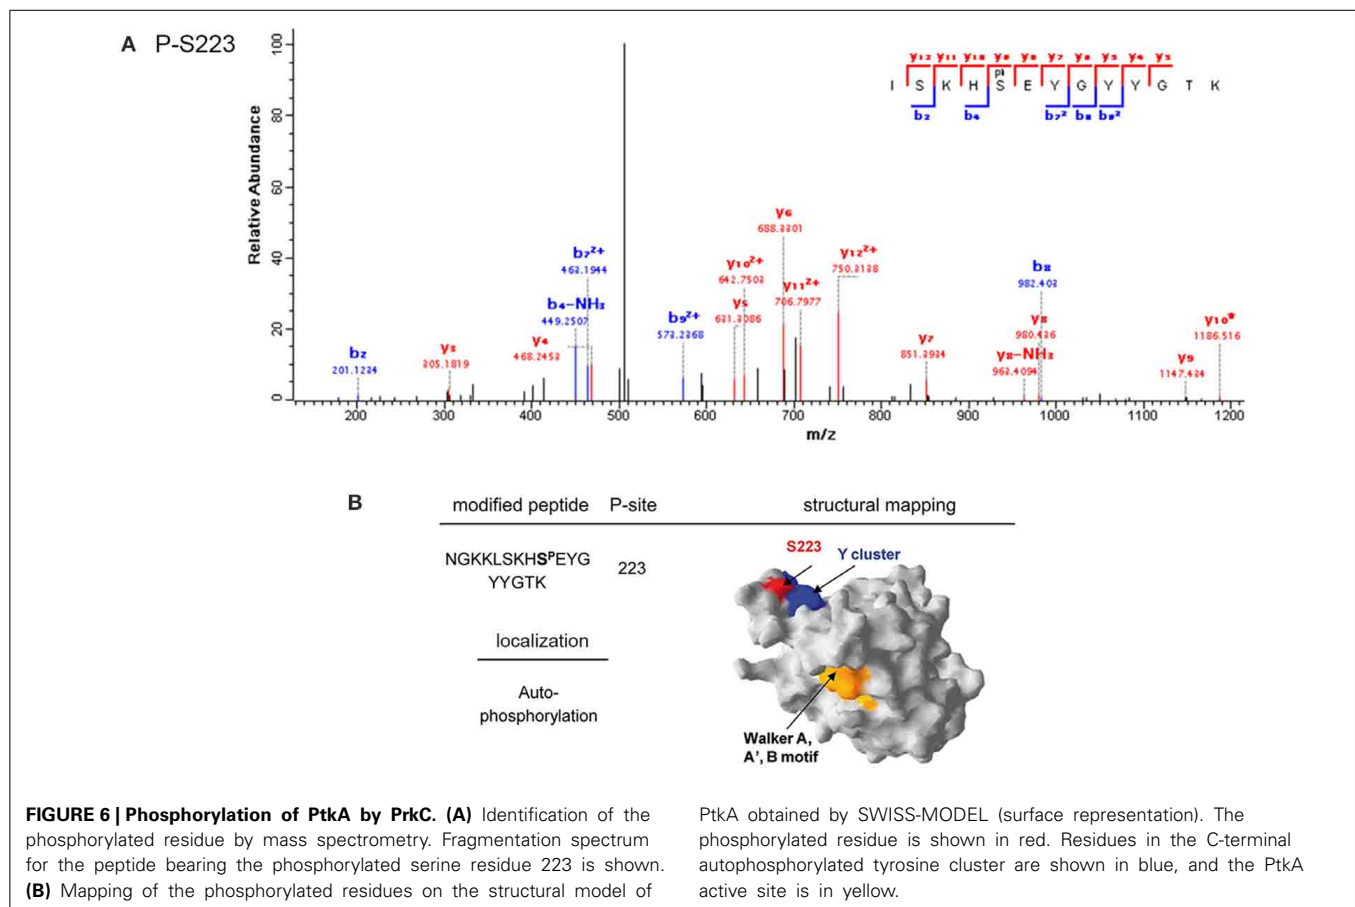 A P-S223
Relative Abundance
100
80
60
40
20
0
200 300 400 500 600 700 800 900 1000 1100 1200
m/z
y12 y11 y10 y9 y8 y7 y6 y5 y4 y3
pi
I S K H S E Y G Y Y G T K
b2 b4 b7² b8 b9²
b2
201.1234
y3
305.1819
y4
468.2453
b4-NH3
449.2507
b7²⁺
463.1944
b9²⁺
573.2368
y5
631.3086
y10²⁺
642.7503
y6
688.3301
y11²⁺
706.7977
y12²⁺
750.3138
y7
851.3934
y8-NH3
963.4094
y8
980.436
b8
982.403
y9
1147.434
y10*
1186.516
B
modified peptide P-site structural mapping
NGKKLSKHSᴾEYG
YYGTK
223
localization
Auto-
phosphorylation
S223
Y cluster
Walker A,
A', B motif
FIGURE 6 | Phosphorylation of PtkA by PrkC. (A) Identification of the
phosphorylated residue by mass spectrometry. Fragmentation spectrum
for the peptide bearing the phosphorylated serine residue 223 is shown.
(B) Mapping of the phosphorylated residues on the structural model of
PtkA obtained by SWISS-MODEL (surface representation). The
phosphorylated residue is shown in red. Residues in the C-terminal
autophosphorylated tyrosine cluster are shown in blue, and the PtkA
active site is in yellow.